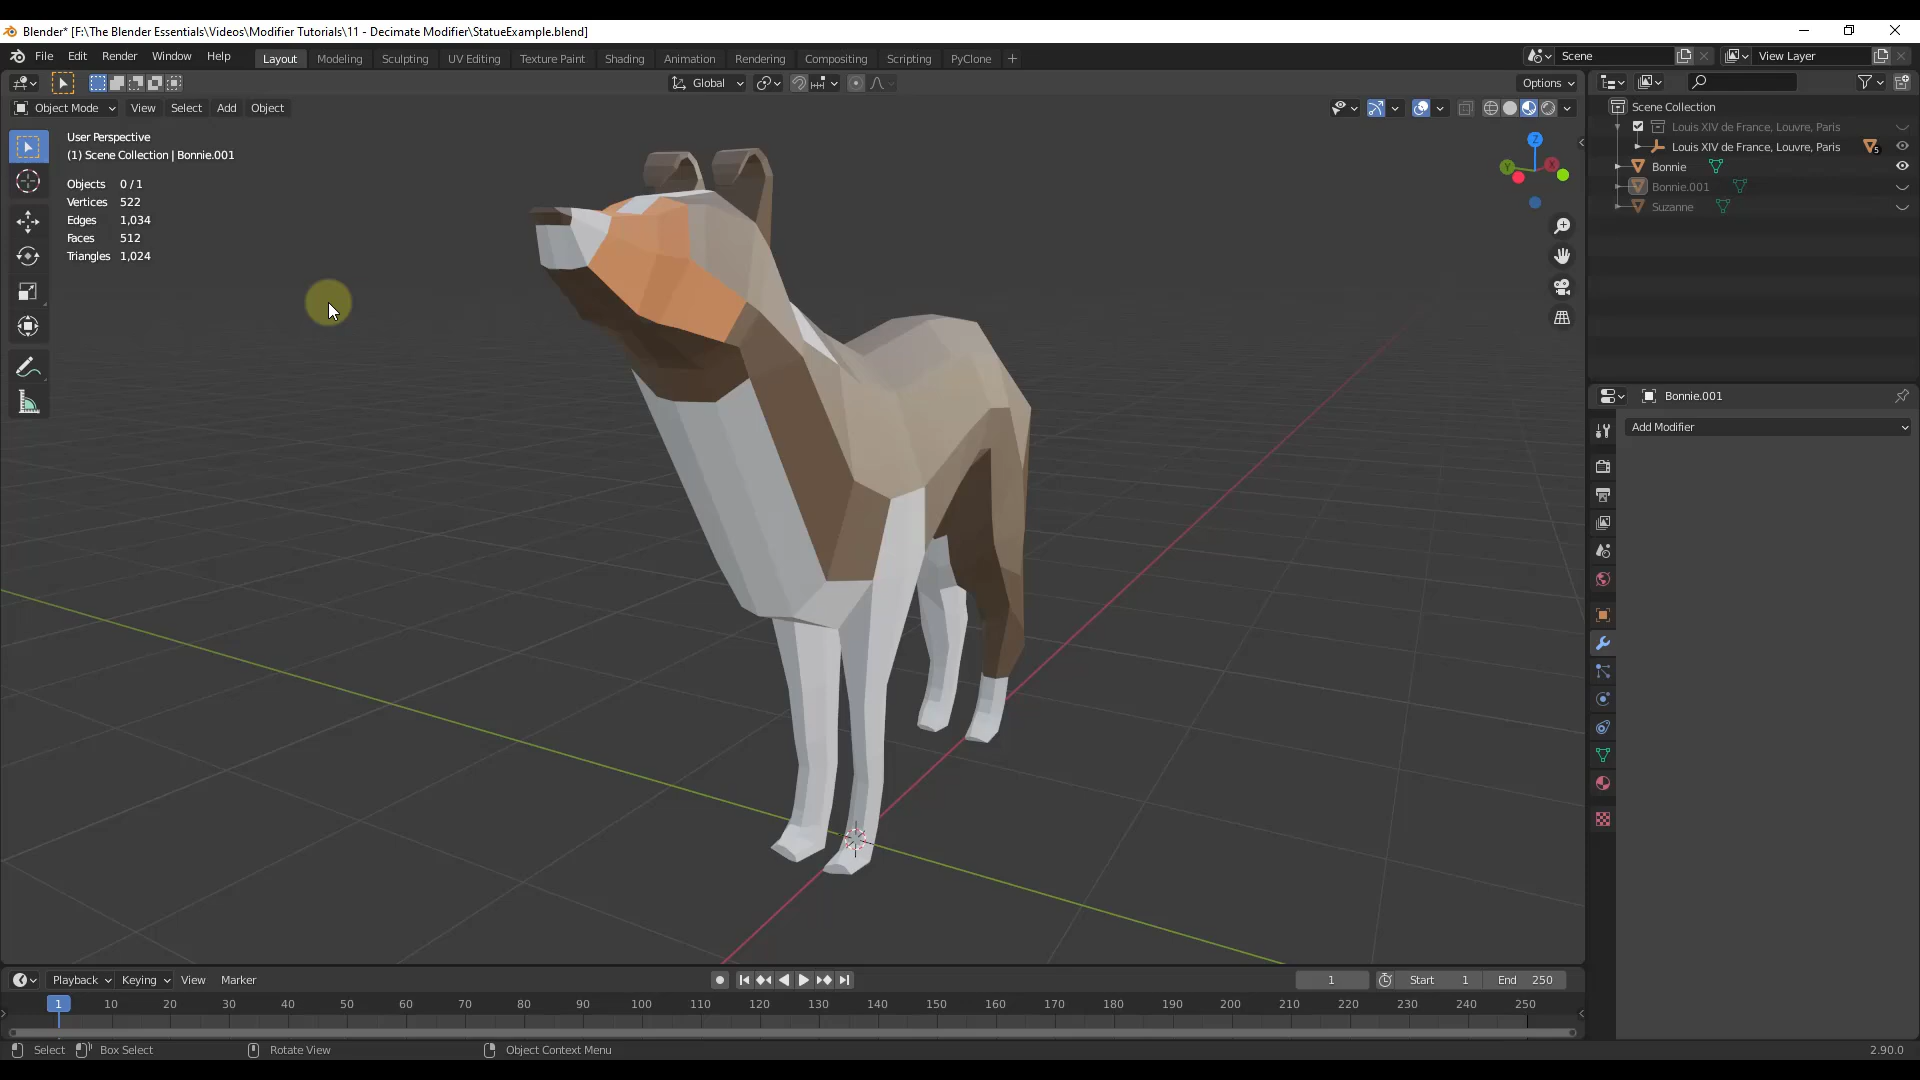 Blender* [F:\The Blender Essentials\Videos\Modifier Tutorials\11 - Decimate Modifier\StatueExample.blend]
File Edit Render Window Help Layout Modeling Sculpting UV Editing Texture Paint Shading Animation Rendering Compositing Scripting PyClone + Scene View Layer
Global Options
Object Mode View Select Add Object
User Perspective
(1) Scene Collection | Bonnie.001
Objects 0 / 1
Vertices 522
Edges 1,034
Faces 512
Triangles 1,024
Z
Y
X
Scene Collection
Louis XIV de France, Louvre, Paris
Louis XIV de France, Louvre, Paris 5
Bonnie
Bonnie.001
Suzanne
Bonnie.001
Add Modifier
Playback Keying View Marker 1 Start 1 End 250
1 10 20 30 40 50 60 70 80 90 100 110 120 130 140 150 160 170 180 190 200 210 220 230 240 250
Select Box Select Rotate View Object Context Menu 2.90.0